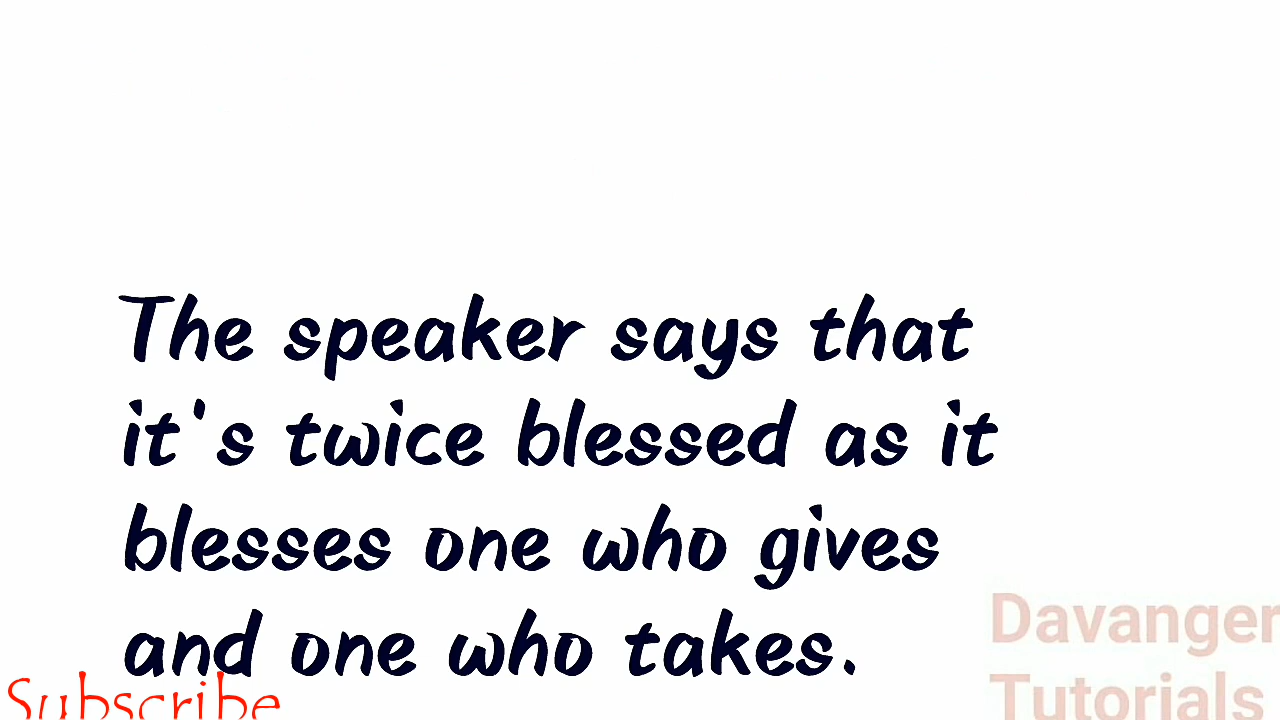 The speaker says that
it's twice blessed as it
blesses one who gives
and one who takes.
Davanger
Tutorials
Subscribe